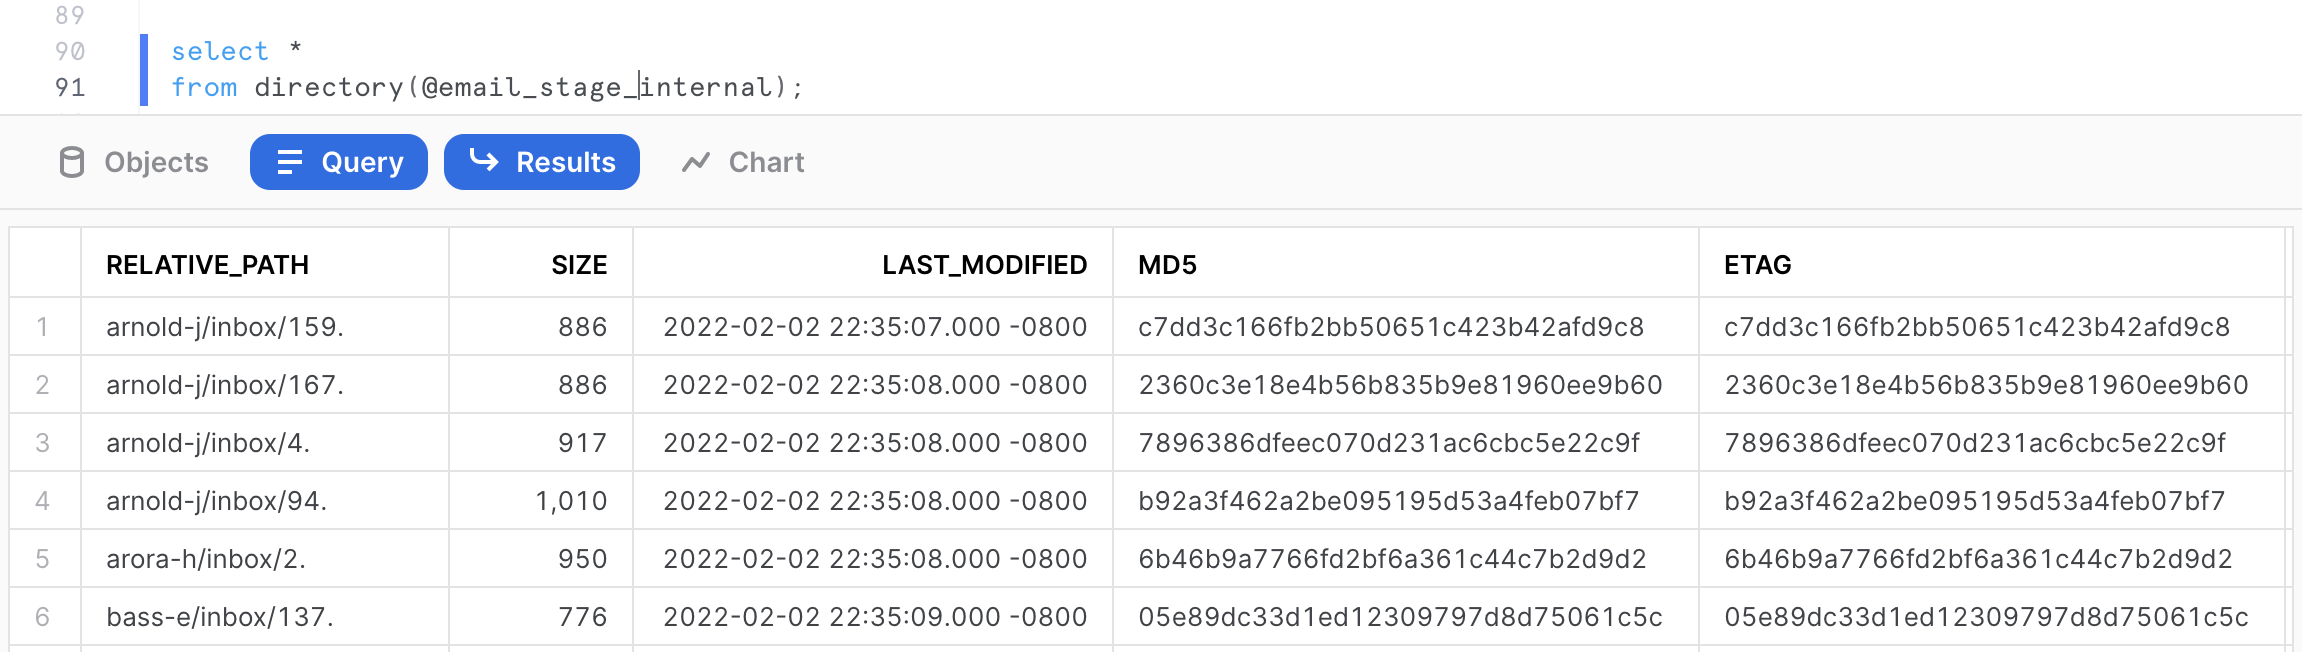 89
90 select *
91 from directory(@email_stage_internal);
Objects Query Results Chart
RELATIVE_PATH SIZE LAST_MODIFIED MD5 ETAG
1 arnold-j/inbox/159. 886 2022-02-02 22:35:07.000 -0800 c7dd3c166fb2bb50651c423b42afd9c8 c7dd3c166fb2bb50651c423b42afd9c8
2 arnold-j/inbox/167. 886 2022-02-02 22:35:08.000 -0800 2360c3e18e4b56b835b9e81960ee9b60 2360c3e18e4b56b835b9e81960ee9b60
3 arnold-j/inbox/4. 917 2022-02-02 22:35:08.000 -0800 7896386dfeec070d231ac6cbc5e22c9f 7896386dfeec070d231ac6cbc5e22c9f
4 arnold-j/inbox/94. 1,010 2022-02-02 22:35:08.000 -0800 b92a3f462a2be095195d53a4feb07bf7 b92a3f462a2be095195d53a4feb07bf7
5 arora-h/inbox/2. 950 2022-02-02 22:35:08.000 -0800 6b46b9a7766fd2bf6a361c44c7b2d9d2 6b46b9a7766fd2bf6a361c44c7b2d9d2
6 bass-e/inbox/137. 776 2022-02-02 22:35:09.000 -0800 05e89dc33d1ed12309797d8d75061c5c 05e89dc33d1ed12309797d8d75061c5c